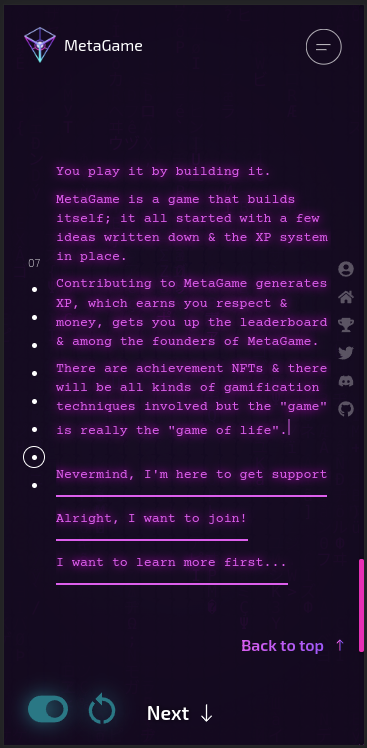 MetaGame
You play it by building it.
MetaGame is a game that builds
itself; it all started with a few
ideas written down & the XP system
in place.
07
Contributing to MetaGame generates
XP, which earns you respect &
money, gets you up the leaderboard
& among the founders of MetaGame.
There are achievement NFTs & there
will be all kinds of gamification
techniques involved but the "game"
is really the "game of life".
Nevermind, I'm here to get support
Alright, I want to join!
I want to learn more first...
Back to top ↑
Next ↓